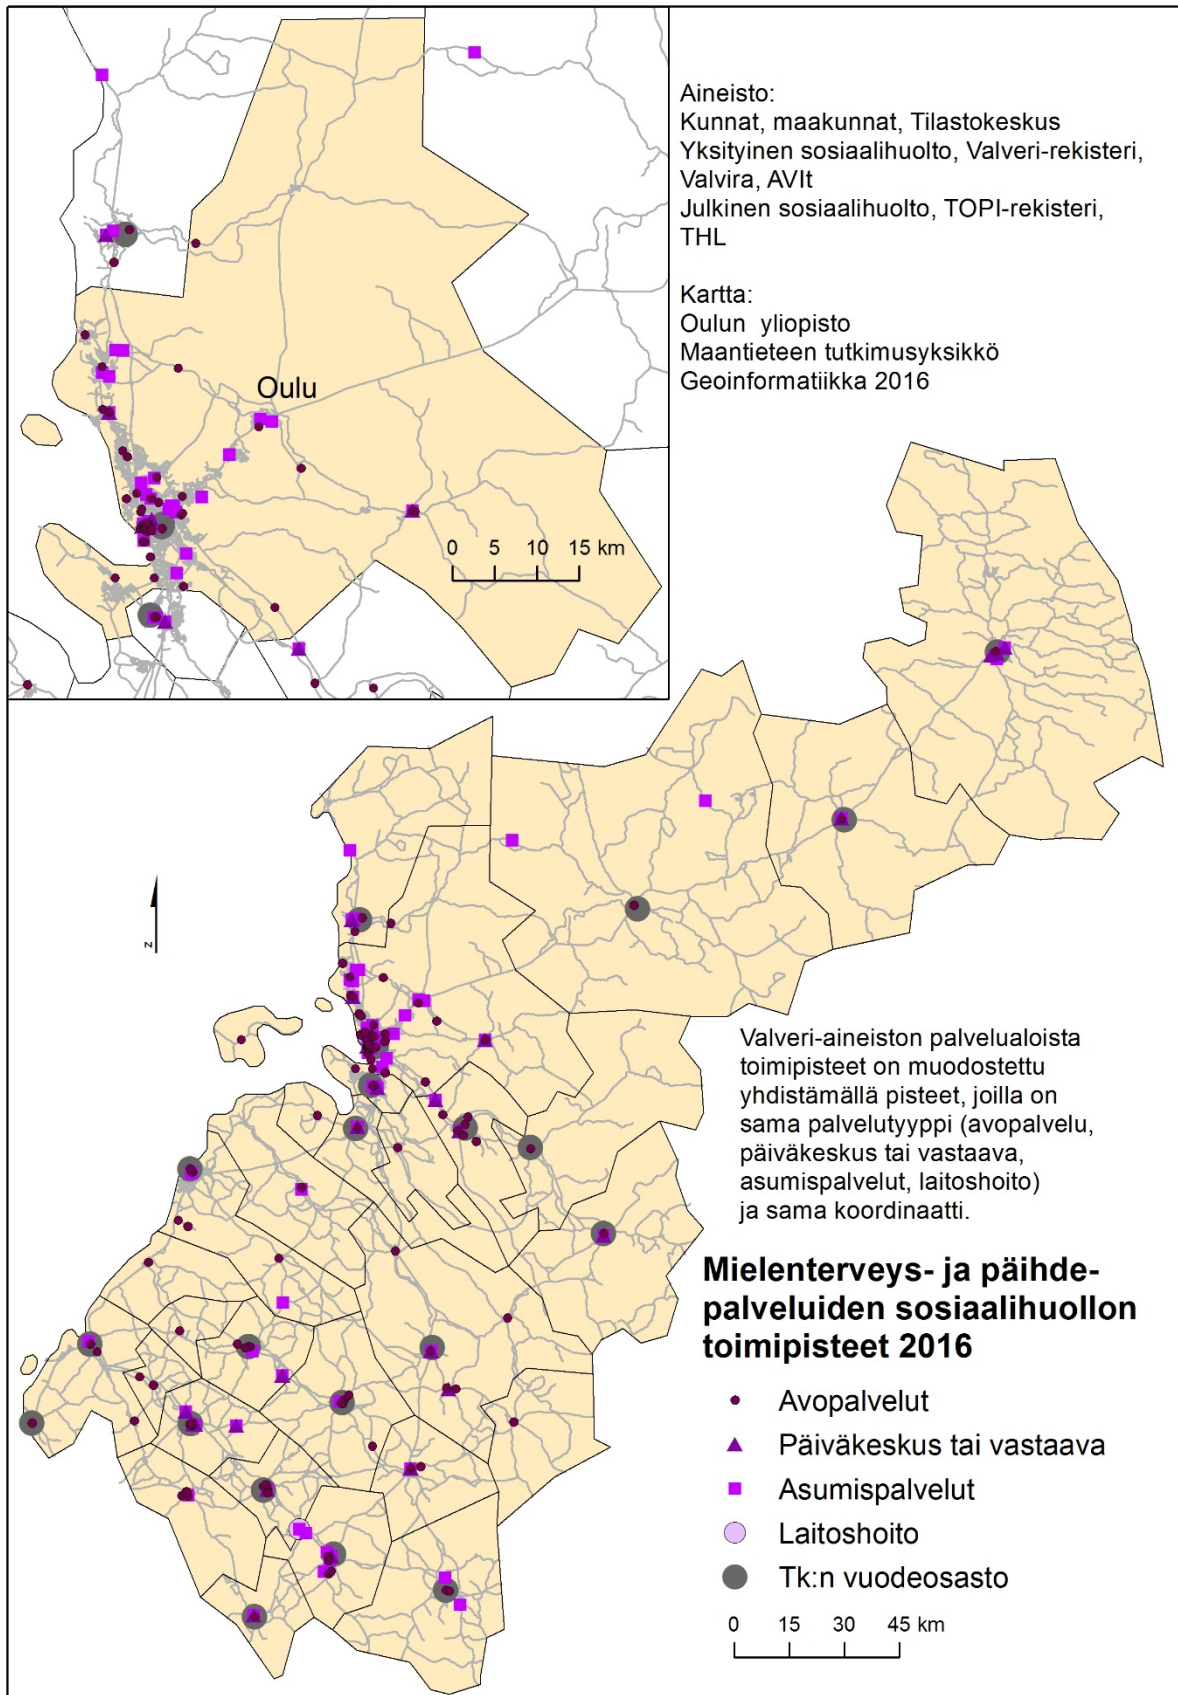 Aineisto:
Kunnat, maakunnat, Tilastokeskus
Yksityinen sosiaalihuolto, Valveri-rekisteri,
Valvira, AVIt
Julkinen sosiaalihuolto, TOPI-rekisteri,
THL
Kartta:
Oulun yliopisto
Maantieteen tutkimusyksikkö
Geoinformatiikka 2016
Oulu
0 5 10 15 km
N
Valveri-aineiston palvelualoista
toimipisteet on muodostettu
yhdistämällä pisteet, joilla on
sama palvelutyyppi (avopalvelu,
päiväkeskus tai vastaava,
asumispalvelut, laitoshoito)
ja sama koordinaatti.
Mielenterveys- ja päihde-
palveluiden sosiaalihuollon
toimipisteet 2016
Avopalvelut
Päiväkeskus tai vastaava
Asumispalvelut
Laitoshoito
Tk:n vuodeosasto
0 15 30 45 km